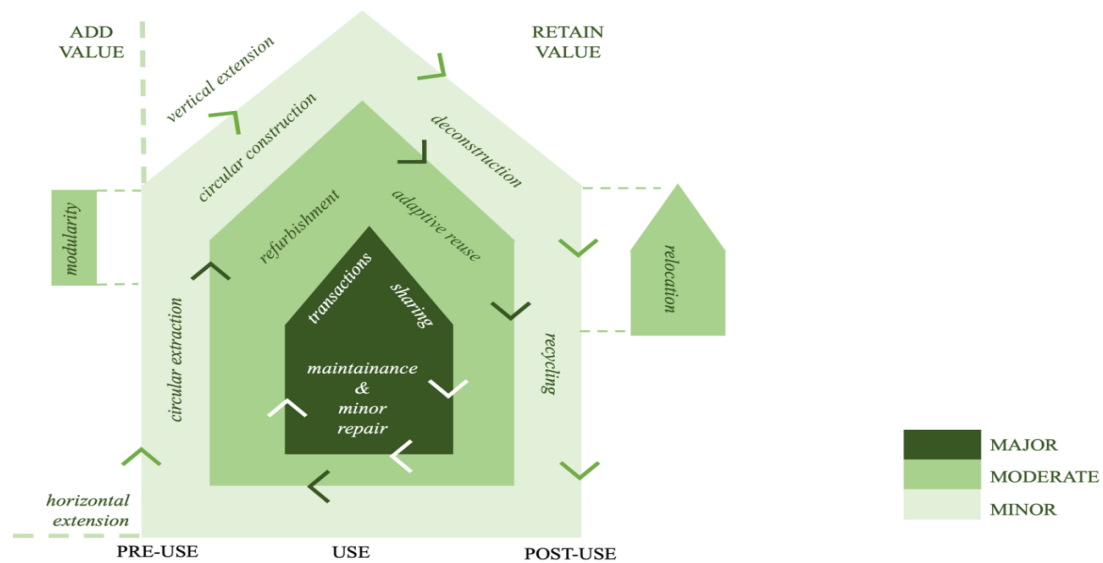 ADD
VALUE
RETAIN
VALUE
vertical extension
circular construction
deconstruction
refurbishment
adaptive reuse
modularity
relocation
transactions
sharing
circular extraction
recycling
maintainance
&
minor
repair
horizontal
extension
PRE-USE
USE
POST-USE
MAJOR
MODERATE
MINOR